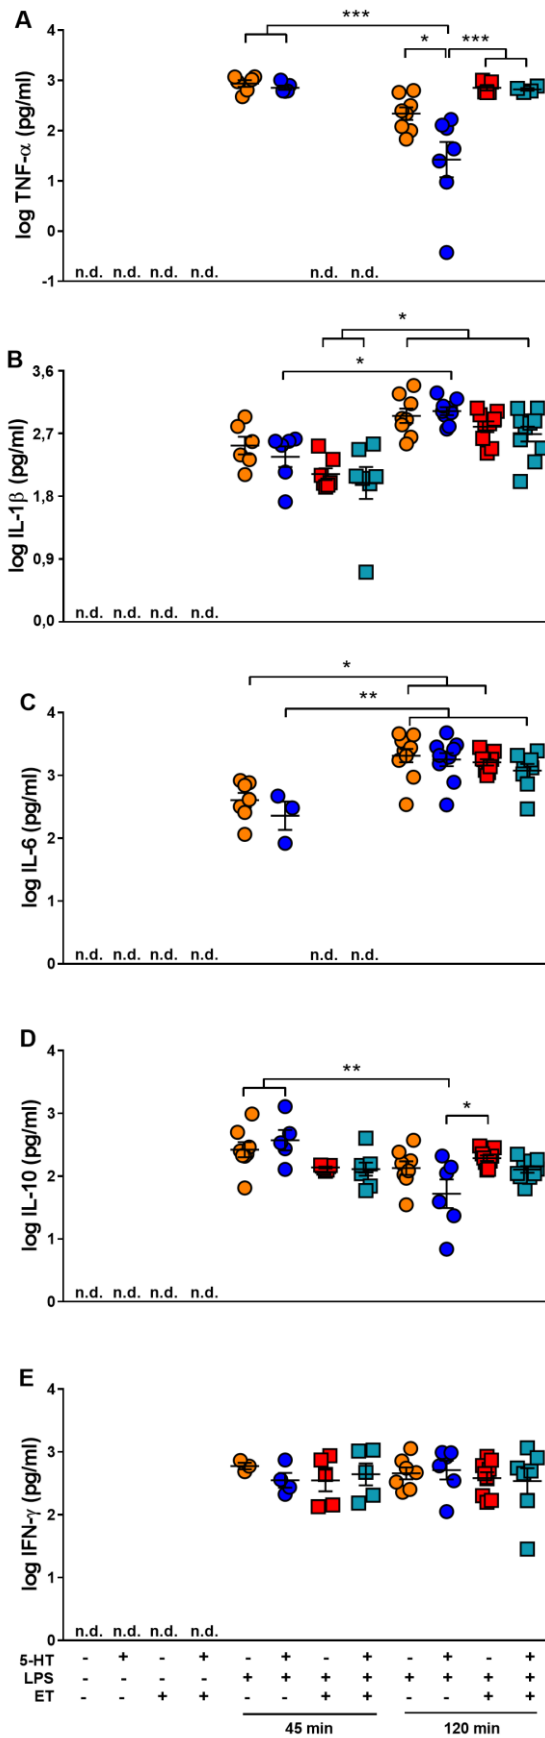 A
***
4
* ***
3
2
1
0
-1
log TNF-α (pg/ml)
n.d. n.d. n.d. n.d. n.d. n.d.
*
B
*
3,6
2,7
1,8
0,9
0,0
log IL-1β (pg/ml)
n.d. n.d. n.d. n.d.
*
C
**
4
3
2
1
0
log IL-6 (pg/ml)
n.d. n.d. n.d. n.d. n.d. n.d.
D
4
**
*
3
2
1
0
log IL-10 (pg/ml)
n.d. n.d. n.d. n.d.
E
4
3
2
1
0
log IFN-γ (pg/ml)
n.d. n.d. n.d. n.d.
5-HT - + - + - + - + - + - +
LPS - - - - + + + + + + + +
ET - - + + - - + + - - + +
45 min 120 min